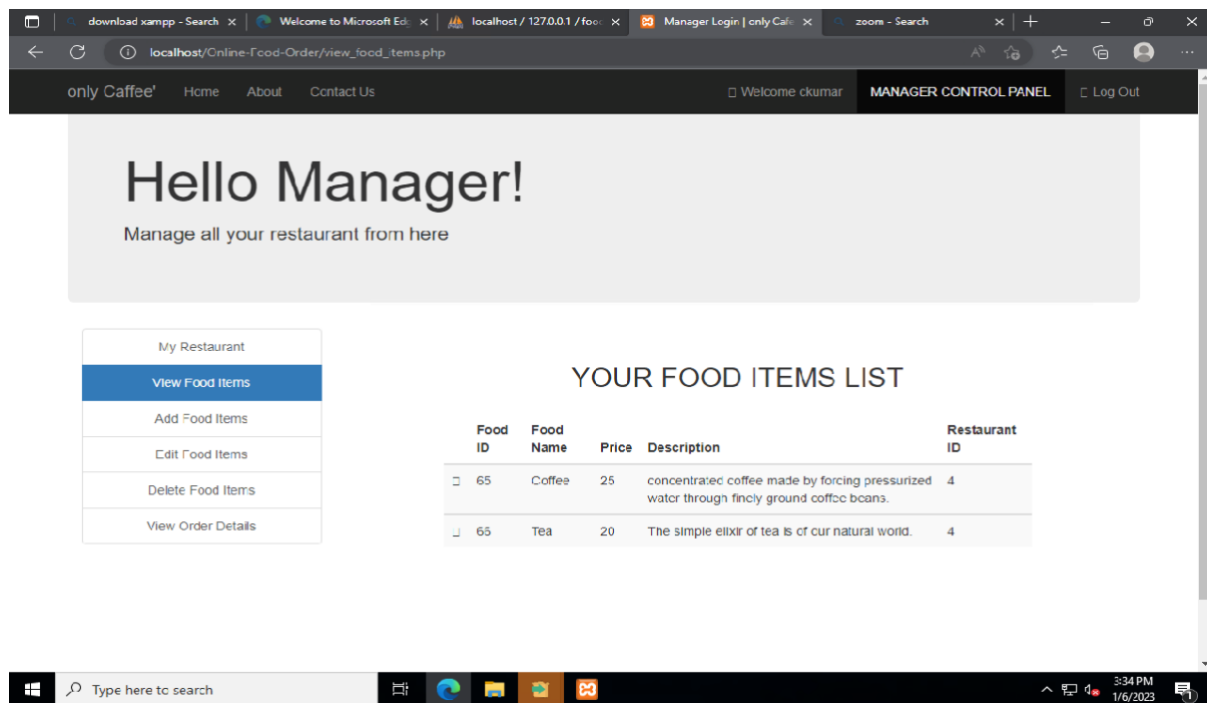 download xampp - Search
Welcome to Microsoft Edg
localhost / 127.0.0.1 / food
Manager Login | only Cafe
zoom - Search
localhost/Online-Food-Order/view_food_items.php
only Caffee'
Home
About
Contact Us
Welcome ckumar
MANAGER CONTROL PANEL
Log Out
Hello Manager!
Manage all your restaurant from here
My Restaurant
View Food Items
Add Food Items
Edit Food Items
Delete Food Items
View Order Details
YOUR FOOD ITEMS LIST
Food ID Food Name Price Description Restaurant ID
65 Coffee 25 concentrated coffee made by forcing pressurized 4
water through finely ground coffee beans.
Tea 20 The simple elixir of tea is of our natural world. 4
Type here to search
3:34 PM
1/6/2023